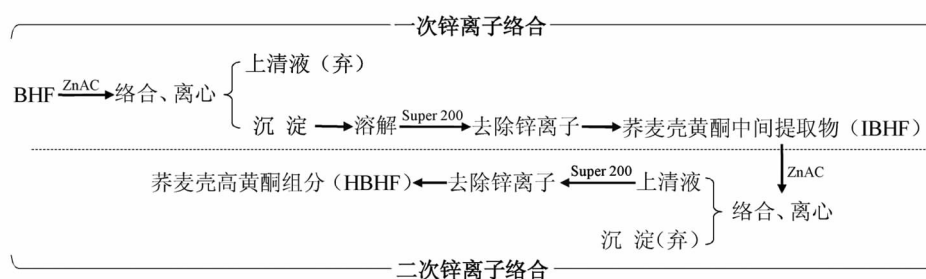 一次锌离子络合
上清液（弃）
BHF ZnAC 络合、离心
沉 淀 溶解 Super 200 去除锌离子 荞麦壳黄酮中间提取物（IBHF）
ZnAC
荞麦壳高黄酮组分（HBHF） 去除锌离子 Super 200 上清液
络合、离心
沉 淀（弃）
二次锌离子络合